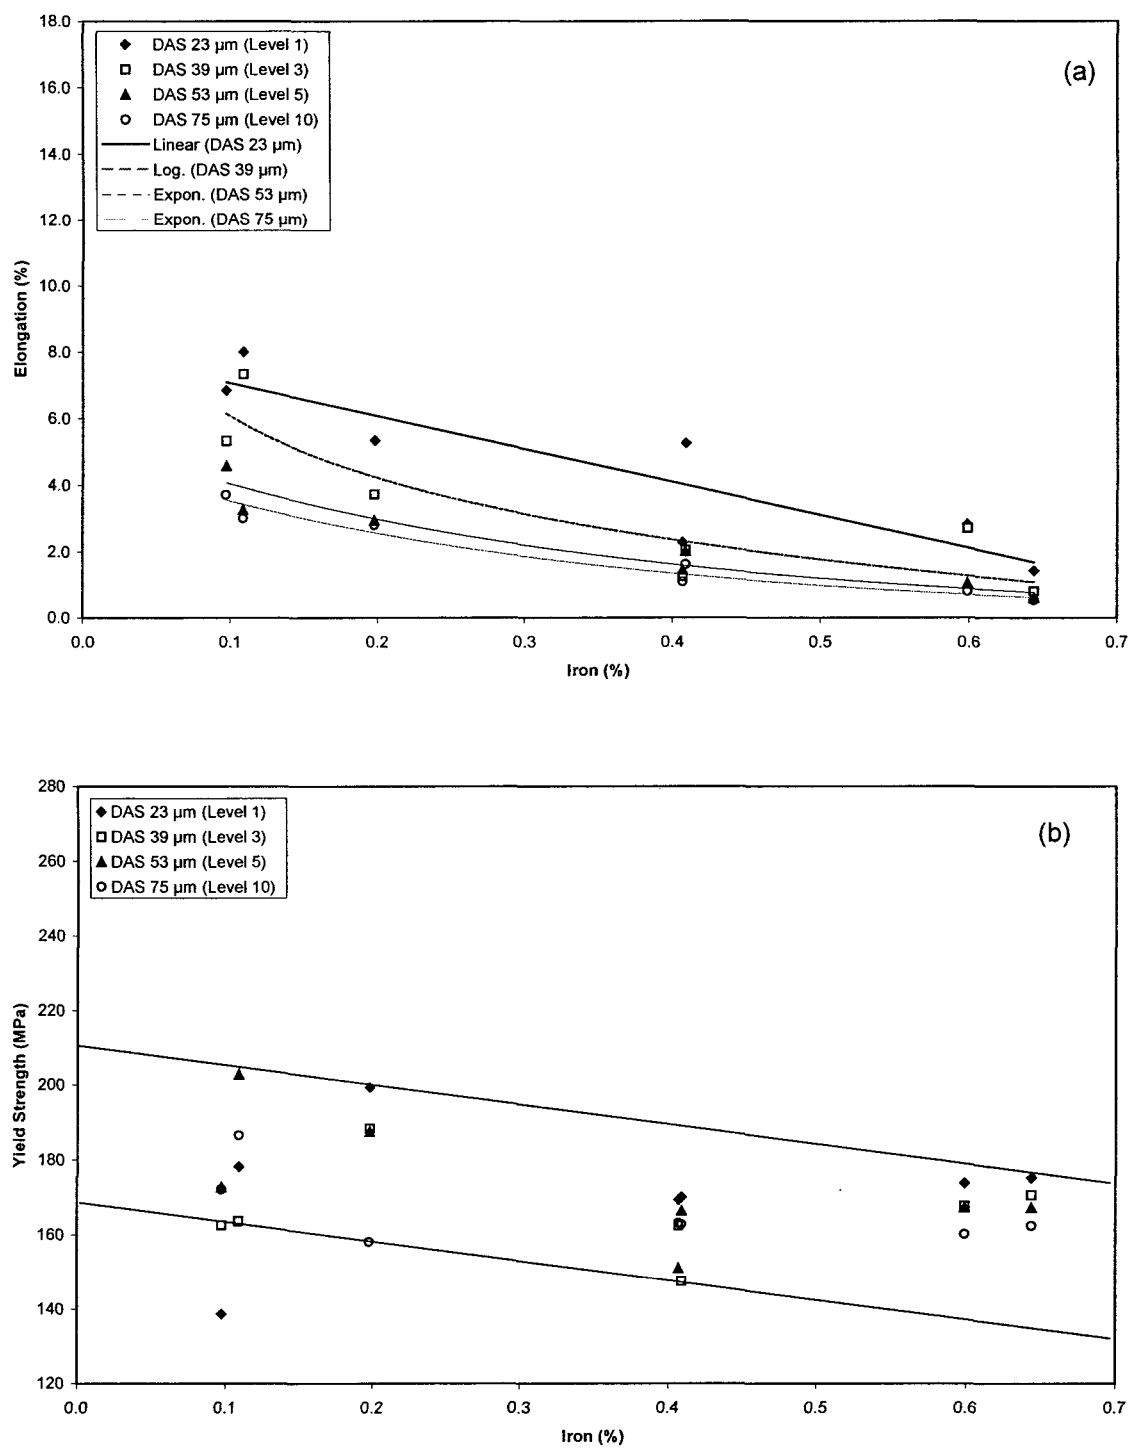 18.0
DAS 23 µm (Level 1)
DAS 39 µm (Level 3)
DAS 53 µm (Level 5)
DAS 75 µm (Level 10)
Linear (DAS 23 µm)
Log. (DAS 39 µm)
Expon. (DAS 53 µm)
Expon. (DAS 75 µm)
(a)
16.0
14.0
12.0
10.0
8.0
6.0
4.0
2.0
0.0
Elongation (%)
0.0 0.1 0.2 0.3 0.4 0.5 0.6 0.7
Iron (%)
280
DAS 23 µm (Level 1)
DAS 39 µm (Level 3)
DAS 53 µm (Level 5)
DAS 75 µm (Level 10)
(b)
260
240
220
200
180
160
140
120
Yield Strength (MPa)
0.0 0.1 0.2 0.3 0.4 0.5 0.6 0.7
Iron (%)